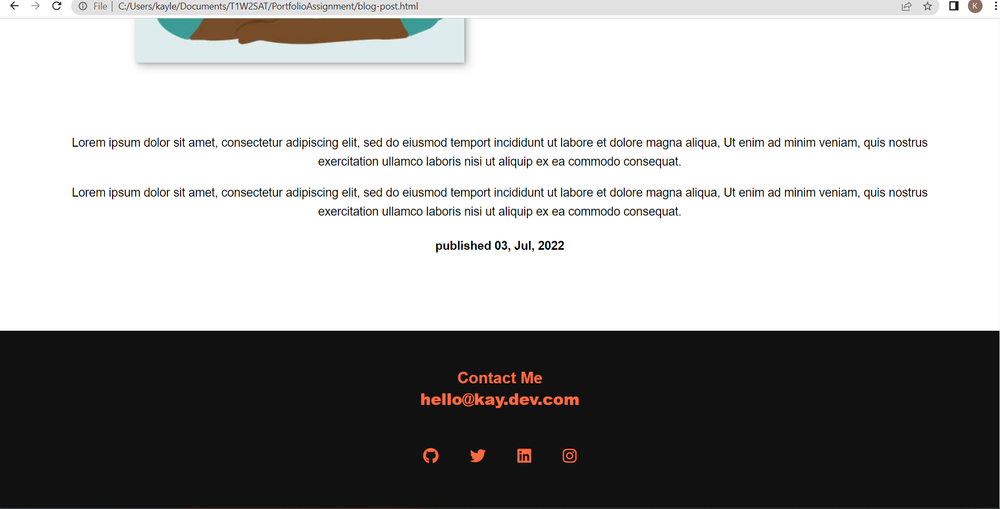 File | C:/Users/kayle/Documents/T1W2SAT/PortfolioAssignment/blog-post.html
K
Lorem ipsum dolor sit amet, consectetur adipiscing elit, sed do eiusmod temport incididunt ut labore et dolore magna aliqua, Ut enim ad minim veniam, quis nostrus
exercitation ullamco laboris nisi ut aliquip ex ea commodo consequat.
Lorem ipsum dolor sit amet, consectetur adipiscing elit, sed do eiusmod temport incididunt ut labore et dolore magna aliqua, Ut enim ad minim veniam, quis nostrus
exercitation ullamco laboris nisi ut aliquip ex ea commodo consequat.
published 03, Jul, 2022
Contact Me
hello@kay.dev.com
in